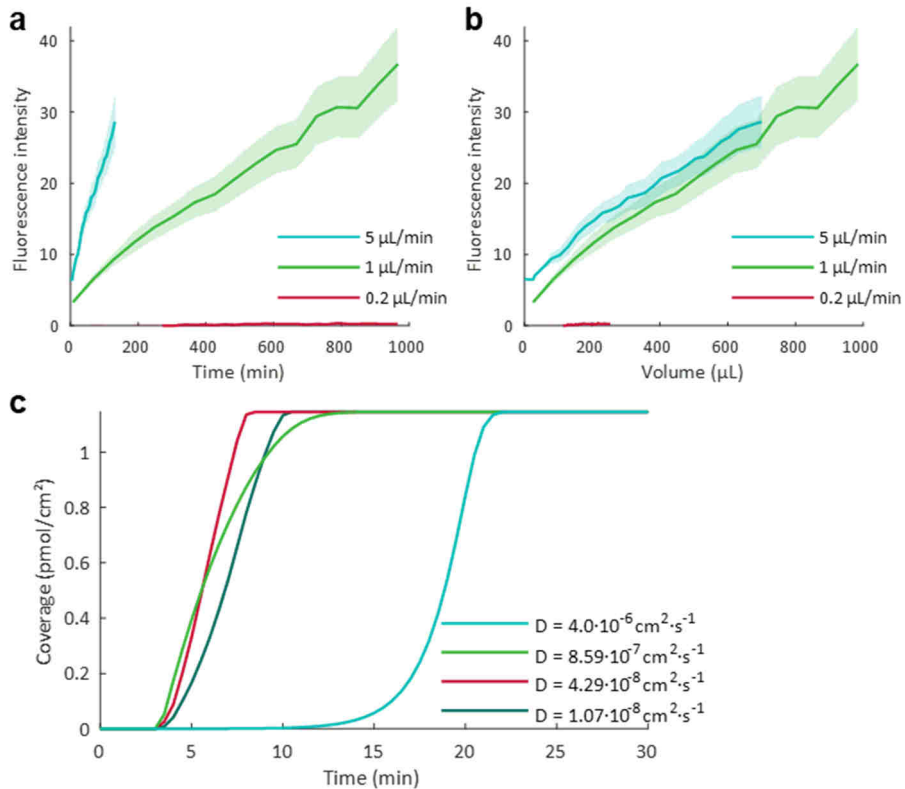 a
40
30
20
10
0
Fluorescence intensity
5 µL/min
1 µL/min
0.2 µL/min
0 200 400 600 800 1000
Time (min)
b
40
30
20
10
0
Fluorescence intensity
5 µL/min
1 µL/min
0.2 µL/min
0 200 400 600 800 1000
Volume (µL)
c
1
0.8
0.6
0.4
0.2
0
Coverage (pmol/cm²)
D = 4.0·10⁻⁶ cm²·s⁻¹
D = 8.59·10⁻⁷ cm²·s⁻¹
D = 4.29·10⁻⁸ cm²·s⁻¹
D = 1.07·10⁻⁸ cm²·s⁻¹
0 5 10 15 20 25 30
Time (min)